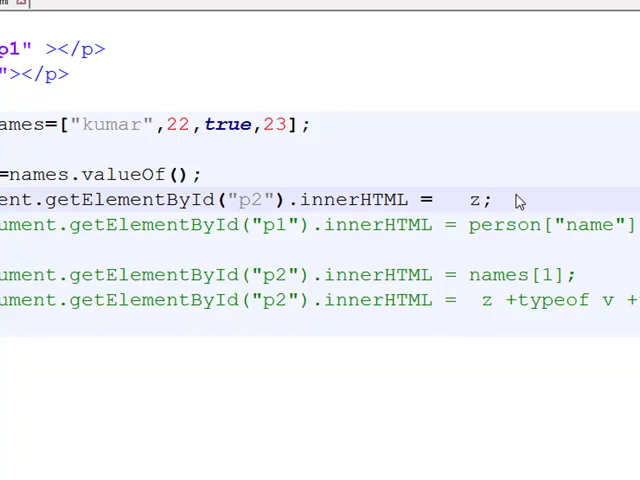 p1" ></p>
"></p>
ames=["kumar",22,true,23];
=names.valueOf();
ent.getElementById("p2").innerHTML =   z;
ument.getElementById("p1").innerHTML = person["name"]
ument.getElementById("p2").innerHTML = names[1];
ument.getElementById("p2").innerHTML =  z +typeof v +